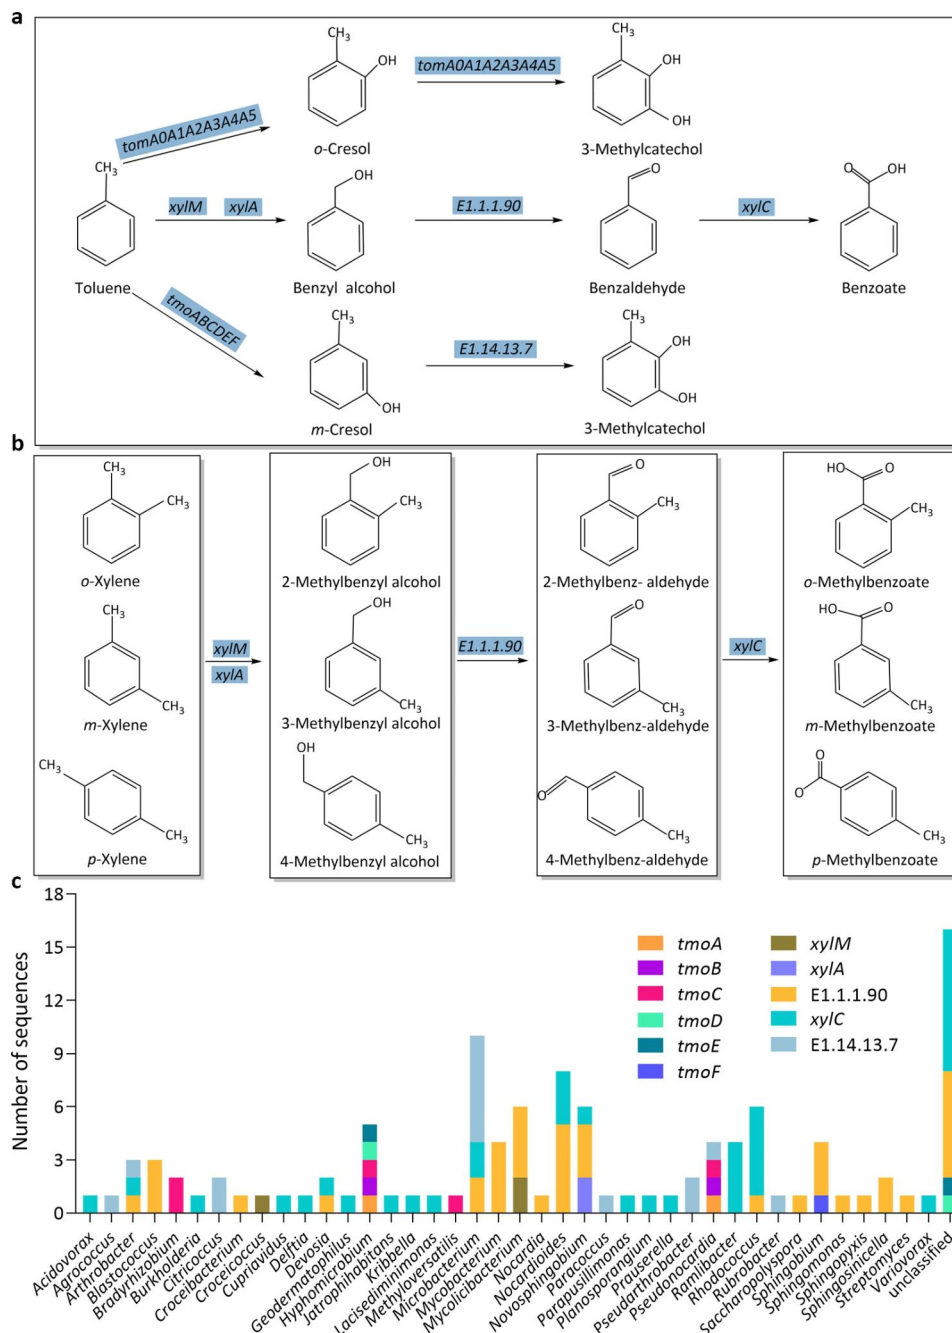 a
CH₃
OH
tomA0A1A2A3A4A5
o-Cresol
tomA0A1A2A3A4A5
CH₃
OH
OH
3-Methylcatechol
CH₃
Toluene
xylM xylA
OH
Benzyl alcohol
E1.1.1.90
O
Benzaldehyde
xylC
O
OH
Benzoate
tmoABCDEF
CH₃
OH
m-Cresol
E1.14.13.7
CH₃
OH
OH
3-Methylcatechol
b
CH₃
CH₃
o-Xylene
CH₃
CH₃
m-Xylene
CH₃
CH₃
p-Xylene
xylM
xylA
OH
CH₃
2-Methylbenzyl alcohol
OH
CH₃
3-Methylbenzyl alcohol
OH
CH₃
4-Methylbenzyl alcohol
E1.1.1.90
O
CH₃
2-Methylbenz- aldehyde
O
CH₃
3-Methylbenz-aldehyde
O
CH₃
4-Methylbenz-aldehyde
xylC
HO
O
CH₃
o-Methylbenzoate
HO
O
CH₃
m-Methylbenzoate
O
O
CH₃
p-Methylbenzoate
c
Number of sequences
18
15
12
9
6
3
0
tmoA
tmoB
tmoC
tmoD
tmoE
tmoF
xylM
xylA
E1.1.1.90
xylC
E1.14.13.7
Acidovorax
Agrococcus
Arthrobacter
Blastococcus
Bradyrhizobium
Burkholderia
Citricoccus
Croceibacterium
Croceicoccus
Cupriavidus
Delftia
Devosia
Geodermatophilus
Hyphomicrobium
Jatrophihabitans
Kribbella
Lacisediminimonas
Methyloversatilis
Microbacterium
Mycobacterium
Mycolicibacterium
Nocardia
Nocardioides
Novosphingobium
Paracoccus
Parapusillimonas
Planosporangium
Prauserella
Pseudarthrobacter
Pseudonocardia
Ramlibacter
Rhodococcus
Rubrobacter
Saccharopolyspora
Sphingobium
Sphingomonas
Sphingopyxis
Sphingosinicella
Streptomyces
Variovorax
unclassified